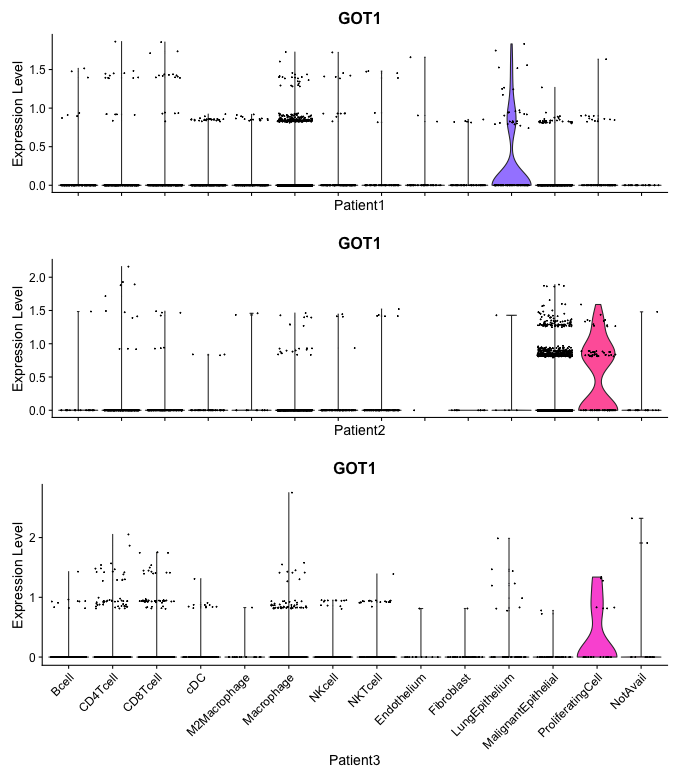 GOT1
Expression Level
1.5
1.0
0.5
0.0
Patient1
GOT1
Expression Level
2.0
1.5
1.0
0.5
0.0
Patient2
GOT1
Expression Level
2
1
0
Bcell
CD4Tcell
CD8Tcell
cDC
M2Macrophage
Macrophage
NKcell
NKTcell
Endothelium
Fibroblast
LungEpithelium
MalignantEpithelial
ProliferatingCell
NotAvail
Patient3